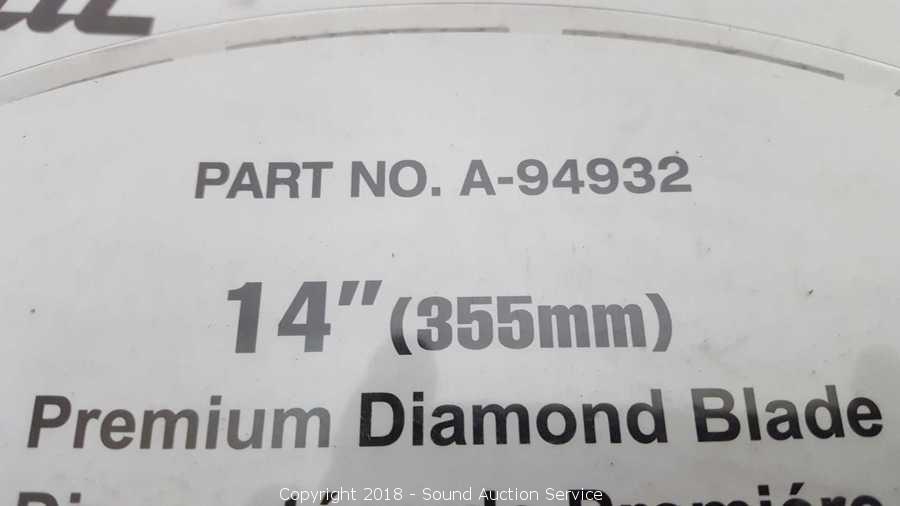 PART NO. A-94932
14" (355mm)
Premium Diamond Blade
Copyright 2018 - Sound Auction Service